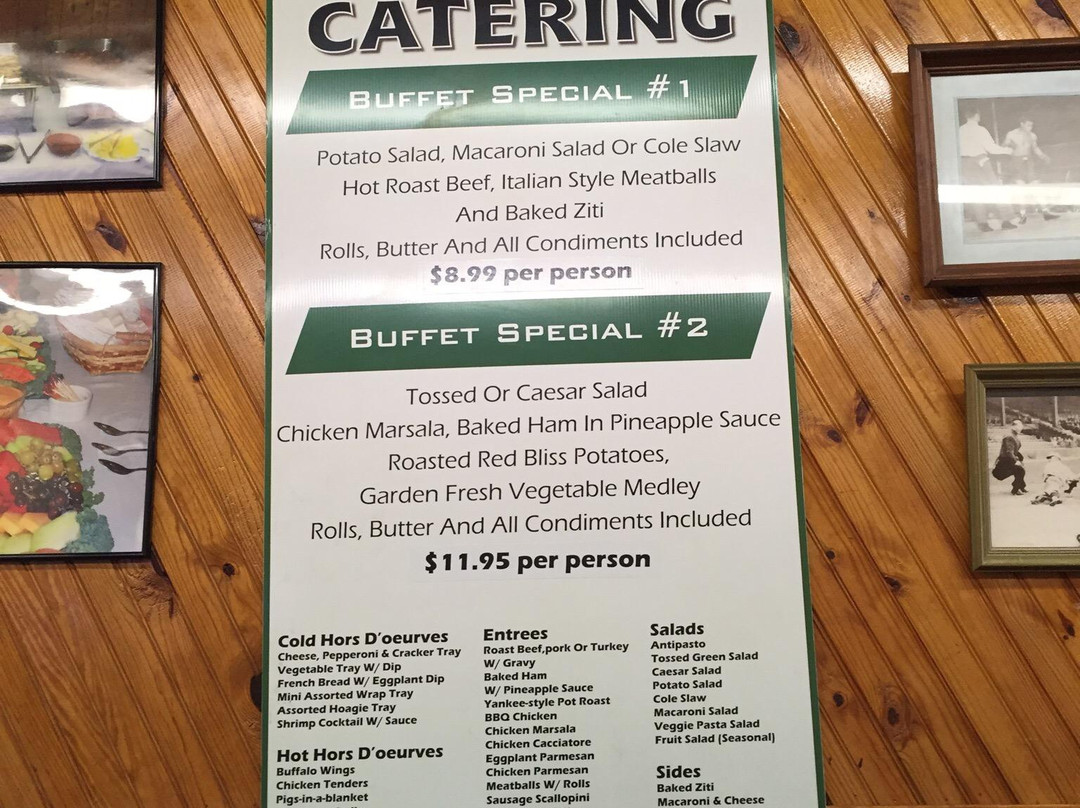 CATERING
BUFFET SPECIAL #1
Potato Salad, Macaroni Salad Or Cole Slaw
Hot Roast Beef, Italian Style Meatballs
And Baked Ziti
Rolls, Butter And All Condiments Included
$8.99 per person
BUFFET SPECIAL #2
Tossed Or Caesar Salad
Chicken Marsala, Baked Ham In Pineapple Sauce
Roasted Red Bliss Potatoes,
Garden Fresh Vegetable Medley
Rolls, Butter And All Condiments Included
$11.95 per person
Cold Hors D'oeurves
Cheese, Pepperoni & Cracker Tray
Vegetable Tray W/ Dip
French Bread W/ Eggplant Dip
Mini Assorted Wrap Tray
Assorted Hoagie Tray
Shrimp Cocktail W/ Sauce
Hot Hors D'oeurves
Buffalo Wings
Chicken Tenders
Pigs-in-a-blanket
Entrees
Roast Beef,pork Or Turkey
W/ Gravy
Baked Ham
W/ Pineapple Sauce
Yankee-style Pot Roast
BBQ Chicken
Chicken Marsala
Chicken Cacciatore
Eggplant Parmesan
Chicken Parmesan
Meatballs W/ Rolls
Sausage Scallopini
Salads
Antipasto
Tossed Green Salad
Caesar Salad
Potato Salad
Cole Slaw
Macaroni Salad
Veggie Pasta Salad
Fruit Salad (Seasonal)
Sides
Baked Ziti
Macaroni & Cheese